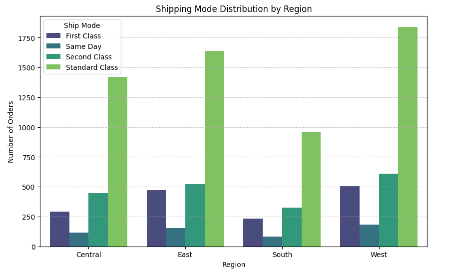 Shipping Mode Distribution by Region
Ship Mode
First Class
Same Day
Second Class
Standard Class
Number of Orders
1750
1500
1250
1000
750
500
250
0
Central
East
South
West
Region